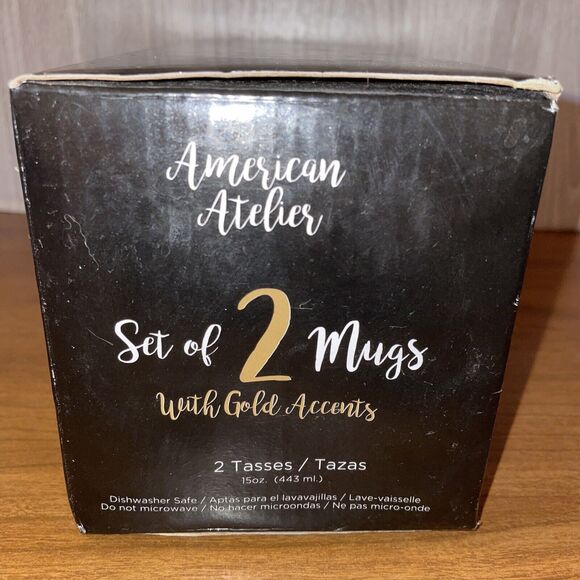 American
Atelier
Set of 2 Mugs
With Gold Accents
2 Tasses / Tazas
15oz. (443 ml.)
Dishwasher Safe / Aptas para el lavavajillas / Lave-vaisselle
Do not microwave / No hacer microondas / Ne pas micro-onde